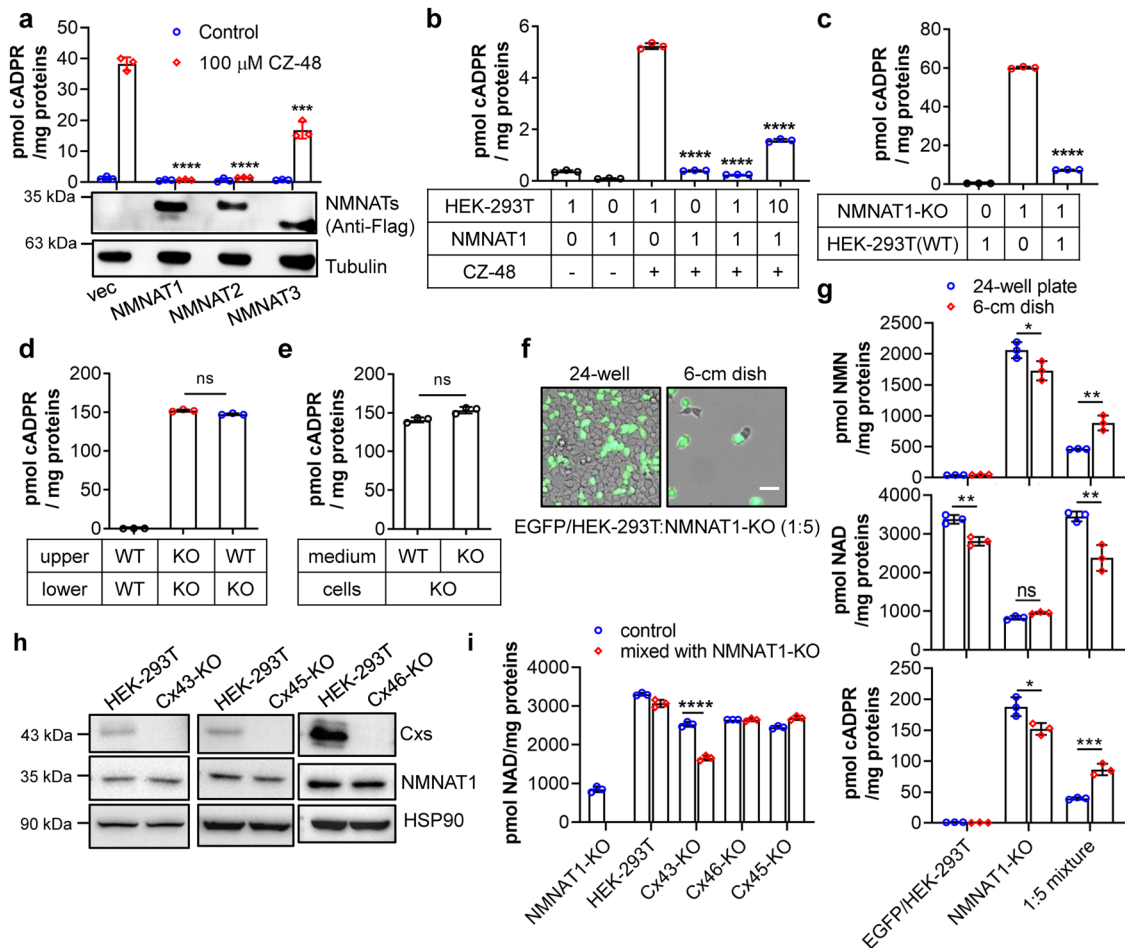 a
pmol cADPR
/mg proteins
50
40
30
20
10
0
Control
100 μM CZ-48
****
****
***
35 kDa
63 kDa
NMNATs
(Anti-Flag)
Tubulin
vec
NMNAT1
NMNAT2
NMNAT3
b
pmol cADPR
/ mg proteins
6
4
2
0
****
****
****
HEK-293T 1 0 1 0 1 10
NMNAT1 0 1 0 1 1 1
CZ-48 - - + + + +
c
pmol cADPR
/ mg proteins
80
60
40
20
0
****
NMNAT1-KO 0 1 1
HEK-293T(WT) 1 0 1
d
pmol cADPR
/ mg proteins
200
150
100
50
0
ns
upper WT KO WT
lower WT KO KO
e
pmol cADPR
/ mg proteins
200
150
100
50
0
ns
medium WT KO
cells KO
f
24-well 6-cm dish
EGFP/HEK-293T:NMNAT1-KO (1:5)
g
24-well plate
6-cm dish
pmol NMN
/mg proteins
2500
2000
1500
1000
500
0
*
**
pmol NAD
/mg proteins
4000
3000
2000
1000
0
**
ns
**
pmol cADPR
/mg proteins
200
150
100
50
0
*
***
EGFP/HEK-293T
NMNAT1-KO
1:5 mixture
h
HEK-293T
Cx43-KO
HEK-293T
Cx45-KO
HEK-293T
Cx46-KO
43 kDa
35 kDa
90 kDa
Cxs
NMNAT1
HSP90
i
control
mixed with NMNAT1-KO
pmol NAD/mg proteins
4000
3000
2000
1000
0
****
NMNAT1-KO
HEK-293T
Cx43-KO
Cx46-KO
Cx45-KO